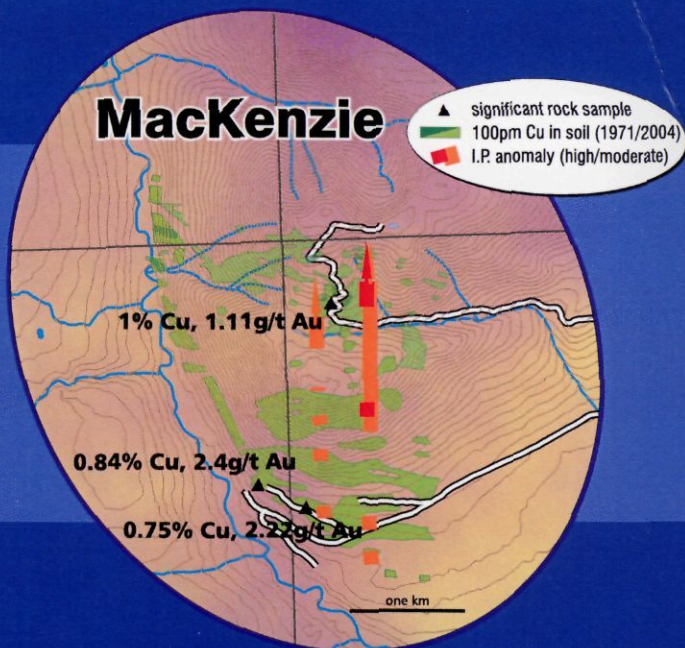 MacKenzie
significant rock sample
100pm Cu in soil (1971/2004)
I.P. anomaly (high/moderate)
1% Cu, 1.11g/t Au
0.84% Cu, 2.4g/t Au
0.75% Cu, 2.22g/t Au
one km